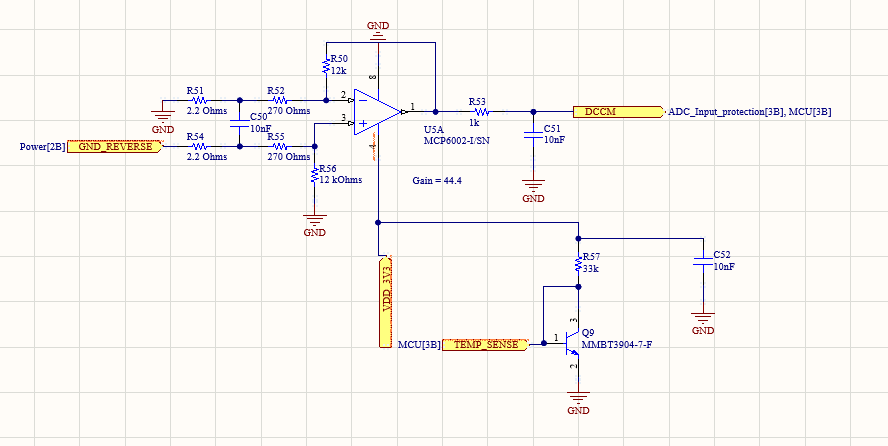 GND
R50
12k
8
R51
2.2 Ohms
R52
270 Ohms
2
1
R53
1k
DCCM
ADC_Input_protection[3B], MCU[3B]
GND
C50
10nF
3
U5A
MCP6002-I/SN
C51
10nF
Power[2B]
GND_REVERSE
R54
2.2 Ohms
R55
270 Ohms
4
R56
12 kOhms
Gain = 44.4
GND
GND
VDD_3V3
R57
33k
C52
10nF
3
Q9
MMBT3904-7-F
MCU[3B]
TEMP_SENSE
1
2
GND
GND